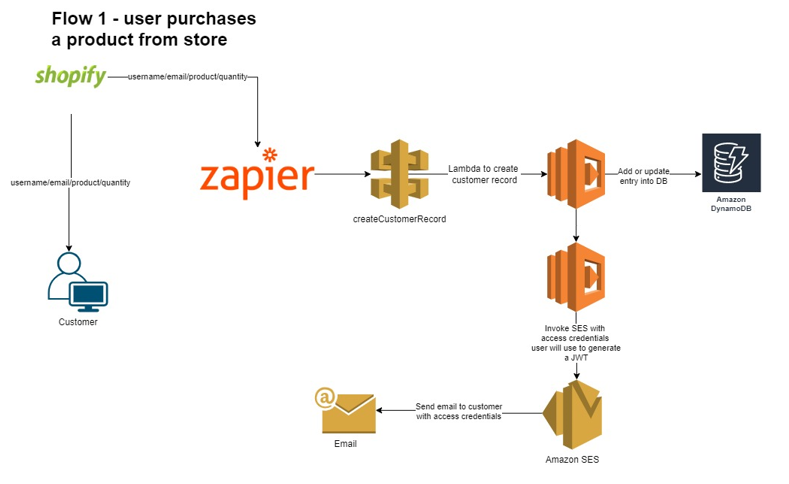 Flow 1 - user purchases
a product from store
shopify
username/email/product/quantity
username/email/product/quantity
zapier
createCustomerRecord
Lambda to create
customer record
Add or update
entry into DB
Amazon
DynamoDB
Customer
Invoke SES with
access credentials
user will use to generate
a JWT
@
Send email to customer
with access credentials
Email
Amazon SES